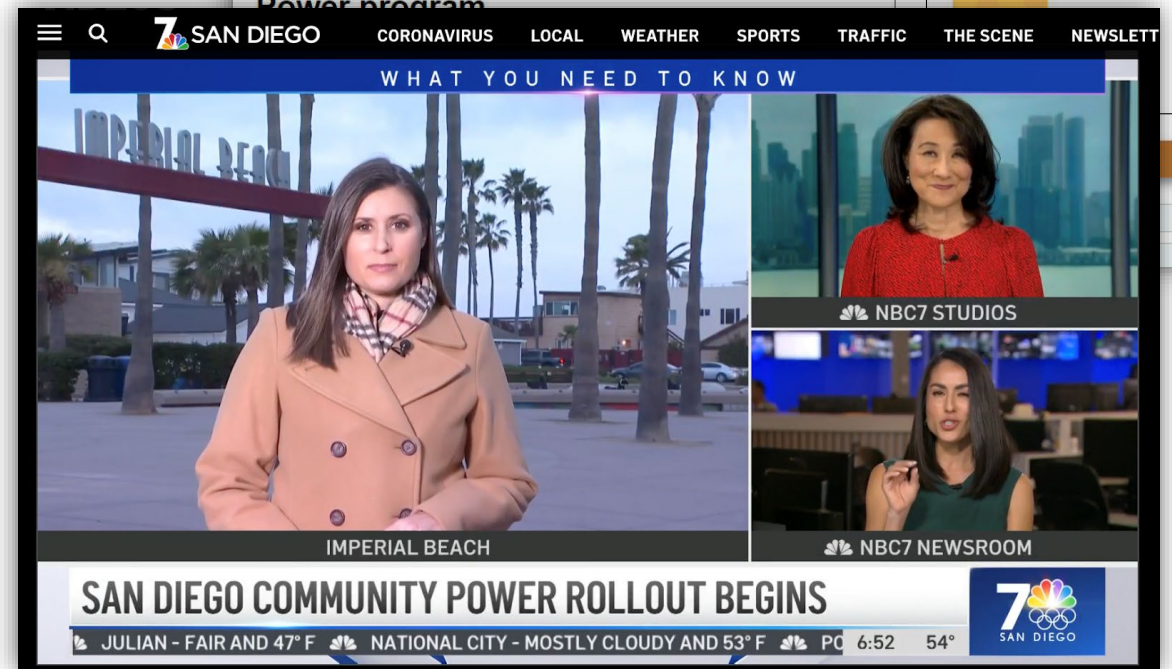 Power program
7 SAN DIEGO CORONAVIRUS LOCAL WEATHER SPORTS TRAFFIC THE SCENE NEWSLETT
WHAT YOU NEED TO KNOW
IMPERIAL BEACH
NBC7 STUDIOS
IMPERIAL BEACH
NBC7 NEWSROOM
SAN DIEGO COMMUNITY POWER ROLLOUT BEGINS
7
SAN DIEGO
JULIAN - FAIR AND 47° F NATIONAL CITY - MOSTLY CLOUDY AND 53° F PO 6:52 54°